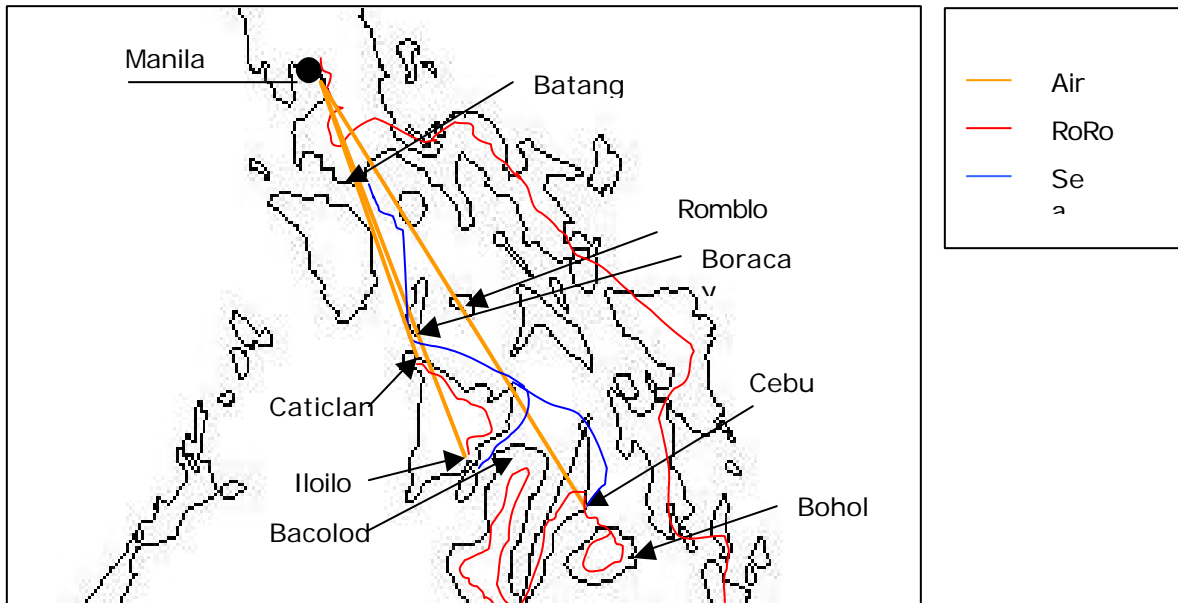 Manila
Batang
Romblo
Boraca
y
Cebu
Caticlan
Iloilo
Bacolod
Bohol
Air
RoRo
Se
a